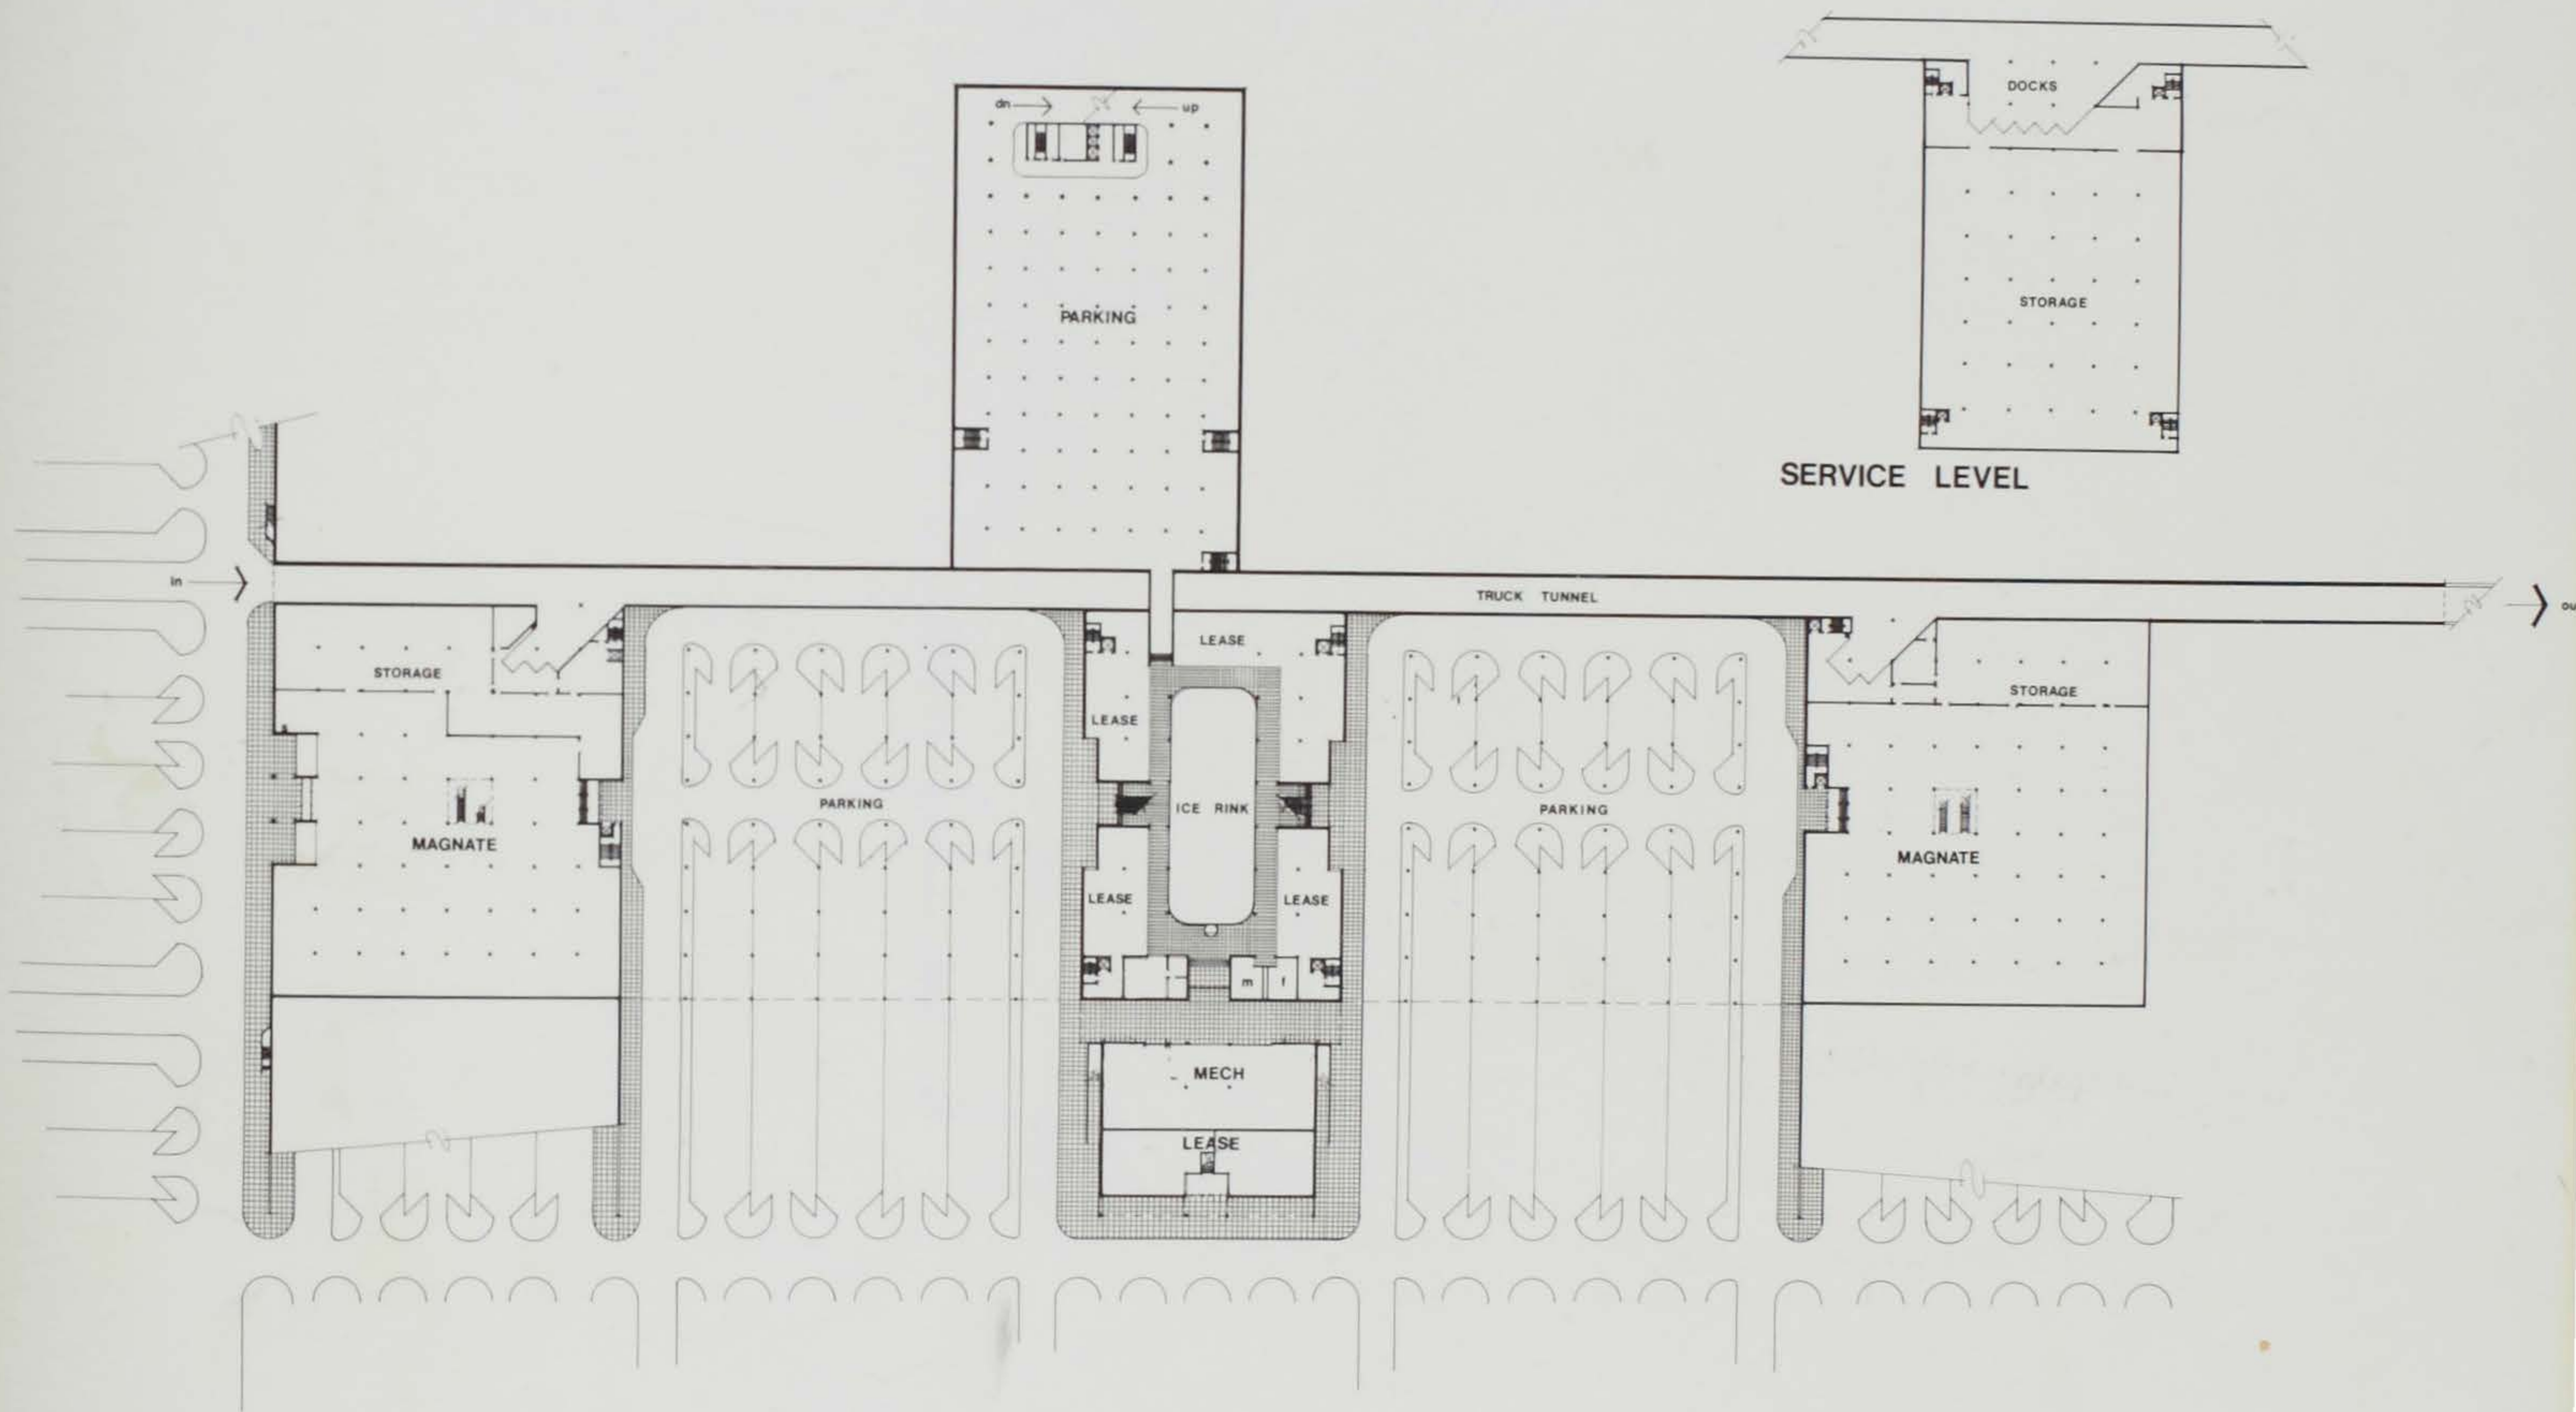 DOCKS
dn
up
STORAGE
PARKING
SERVICE LEVEL
in
TRUCK TUNNEL
LEASE
STORAGE
STORAGE
LEASE
PARKING
ICE RINK
PARKING
MAGNATE
MAGNATE
LEASE
LEASE
m
f
MECH
LEASE